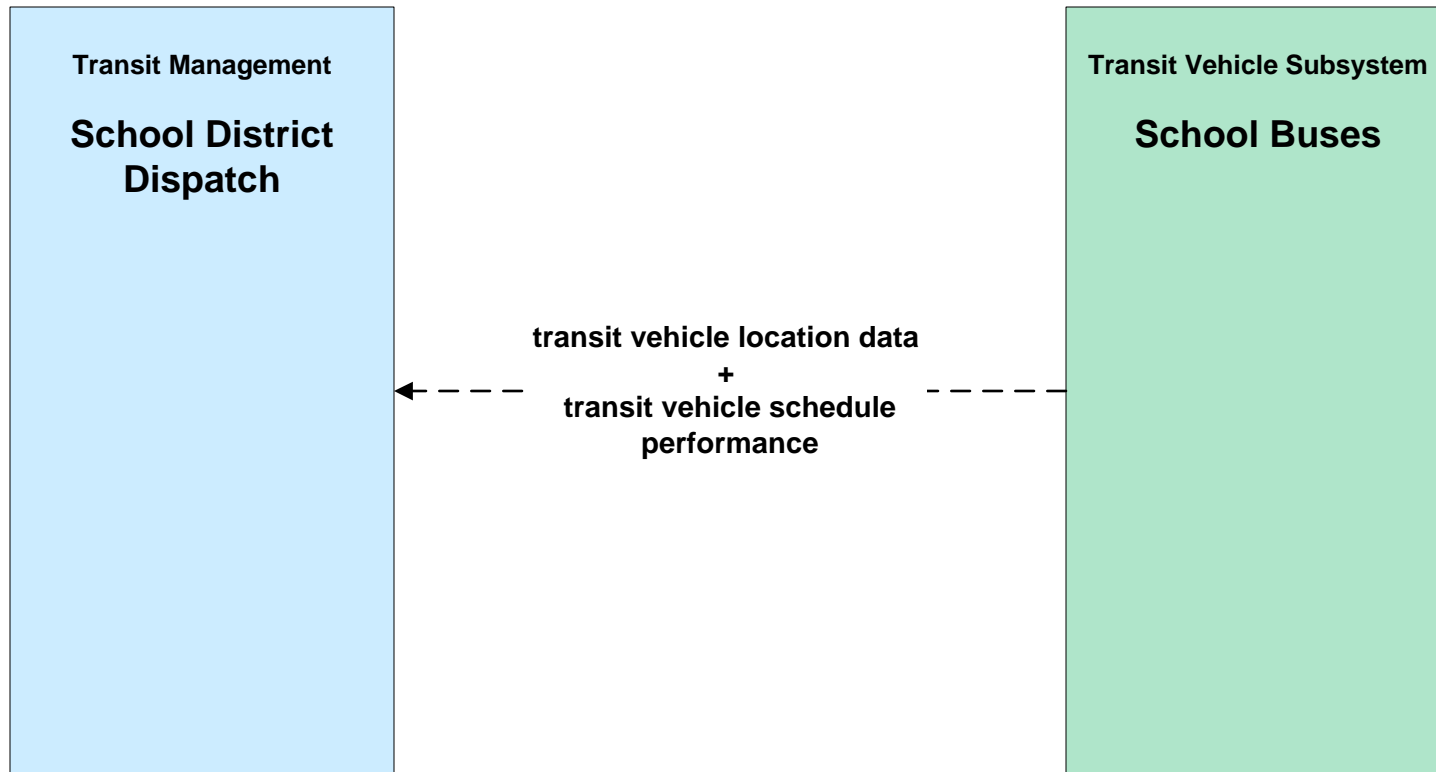 Transit Management
School District
Dispatch
Transit Vehicle Subsystem
School Buses
transit vehicle location data
+
transit vehicle schedule
performance